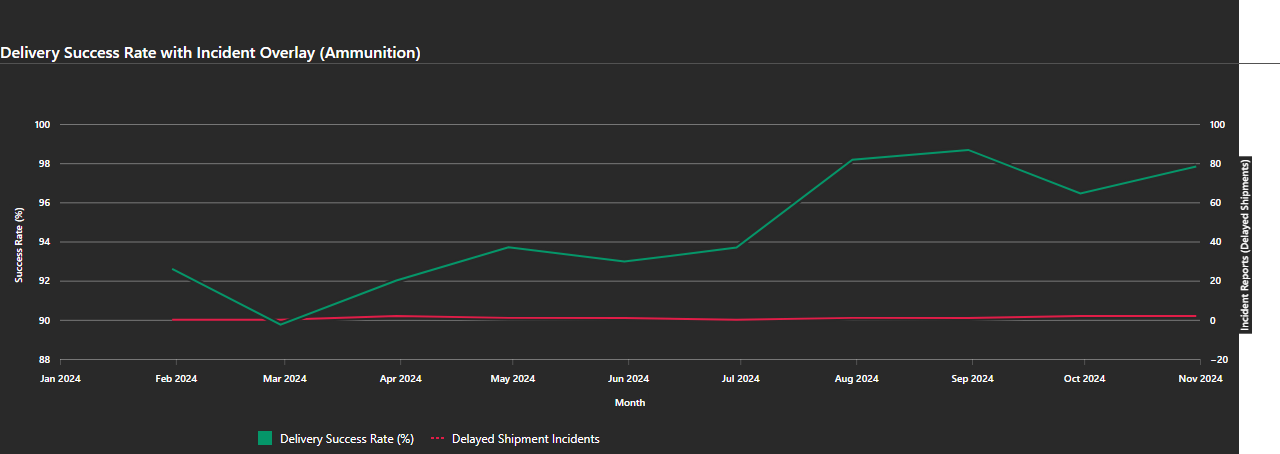 Delivery Success Rate with Incident Overlay (Ammunition)
100
98
96
94
92
90
88
Success Rate (%)
100
80
60
40
20
0
−20
Incident Reports (Delayed Shipments)
Jan 2024 Feb 2024 Mar 2024 Apr 2024 May 2024 Jun 2024 Jul 2024 Aug 2024 Sep 2024 Oct 2024 Nov 2024
Month
Delivery Success Rate (%) Delayed Shipment Incidents